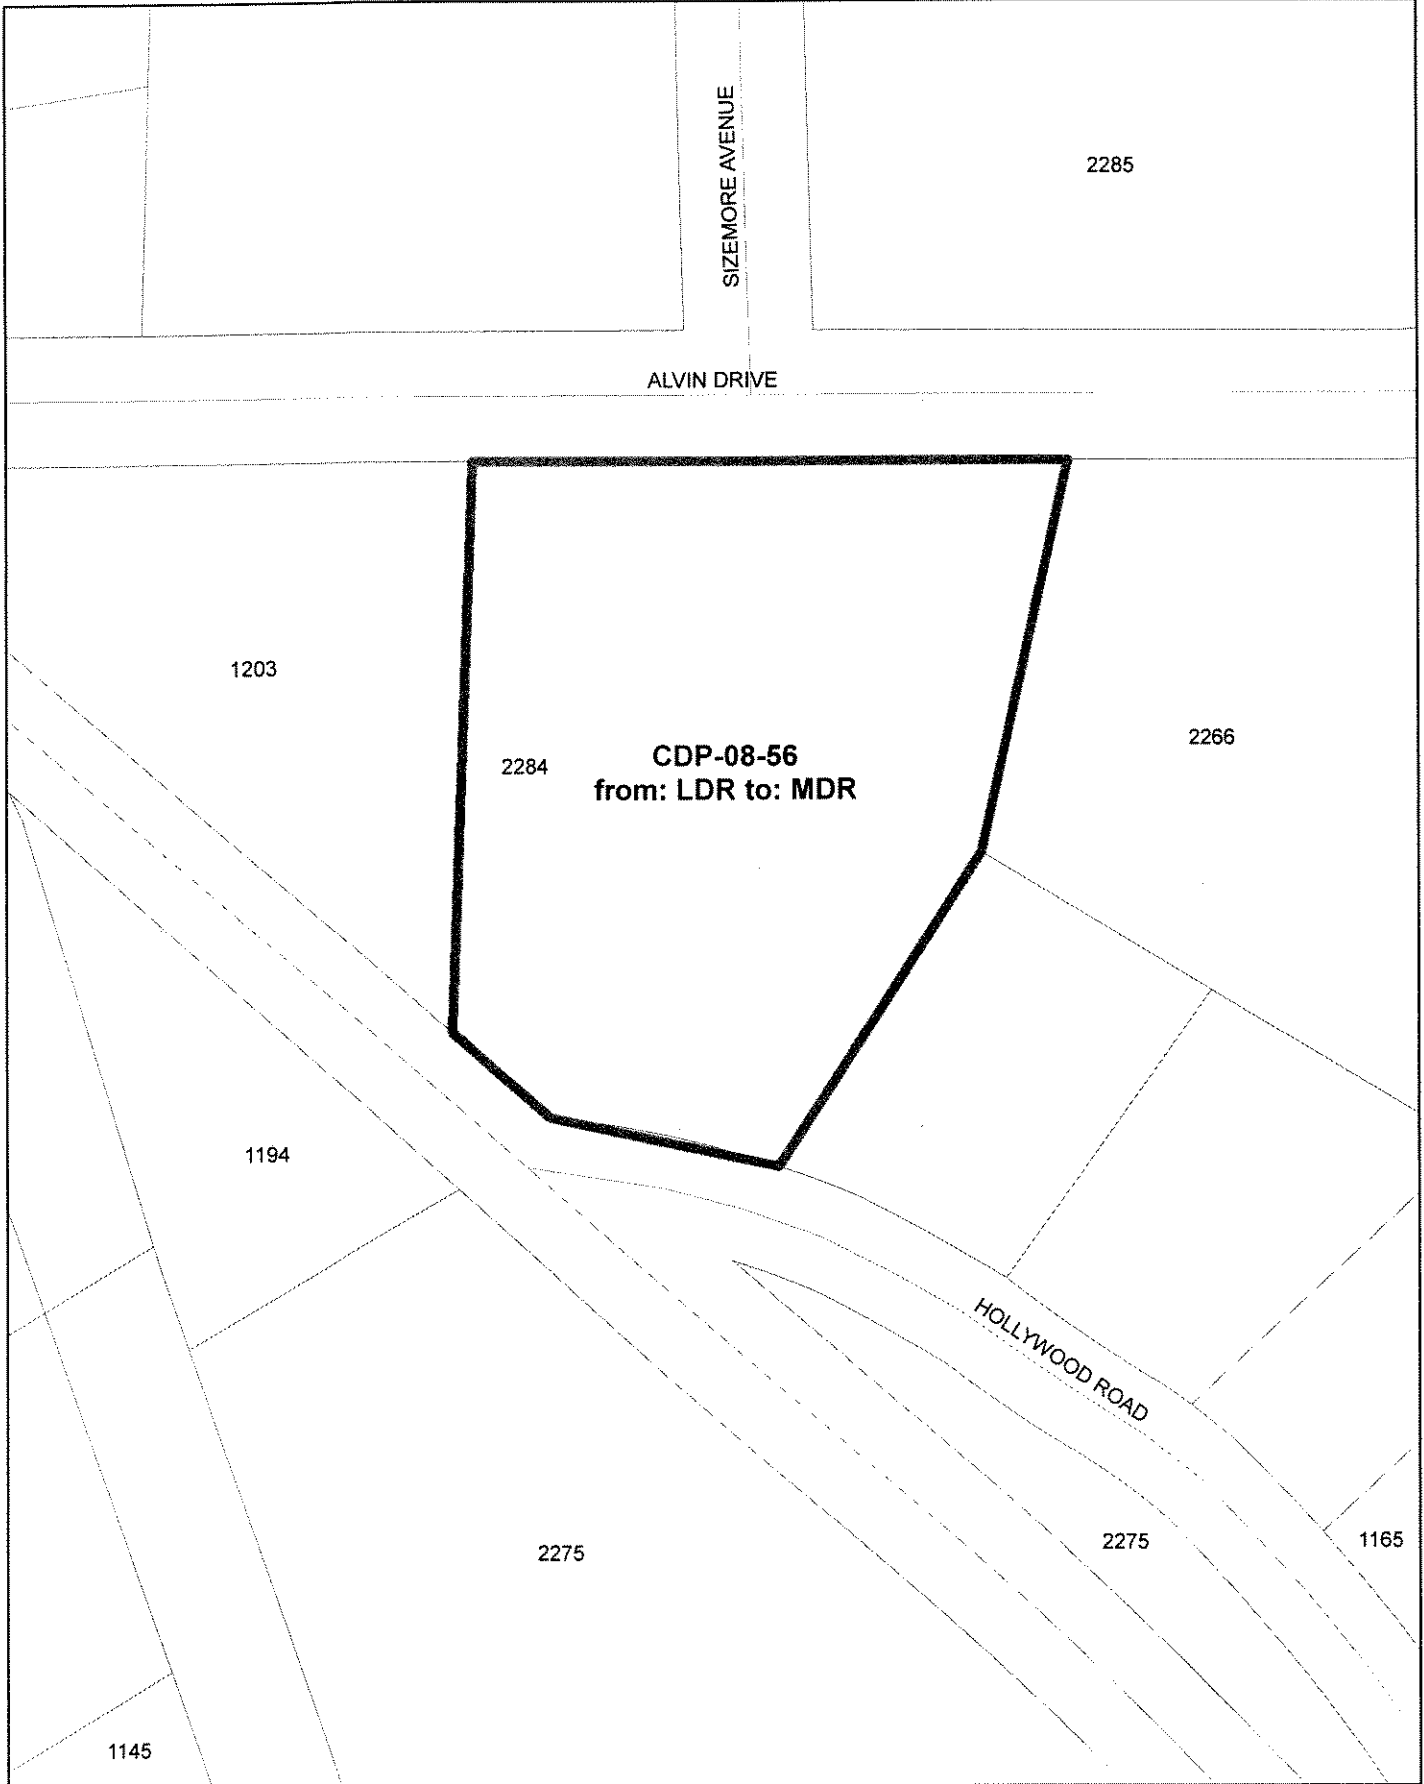 SIZEMORE AVENUE
2285
ALVIN DRIVE
1203
2266
2284
CDP-08-56
from: LDR to: MDR
1194
HOLLYWOOD ROAD
2275
2275
1165
1145